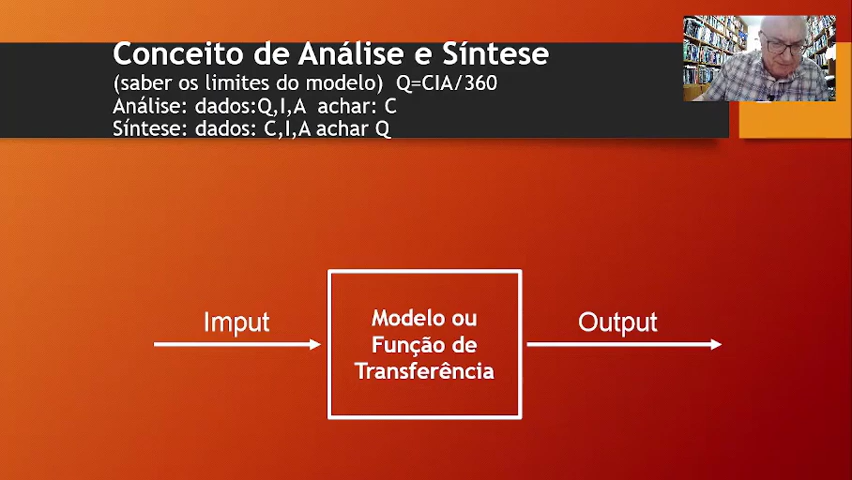 Conceito de Análise e Síntese
(saber os limites do modelo)  Q=CIA/360
Análise: dados:Q,I,A  achar: C
Síntese: dados: C,I,A achar Q
Imput
Modelo ou
Função de
Transferência
Output